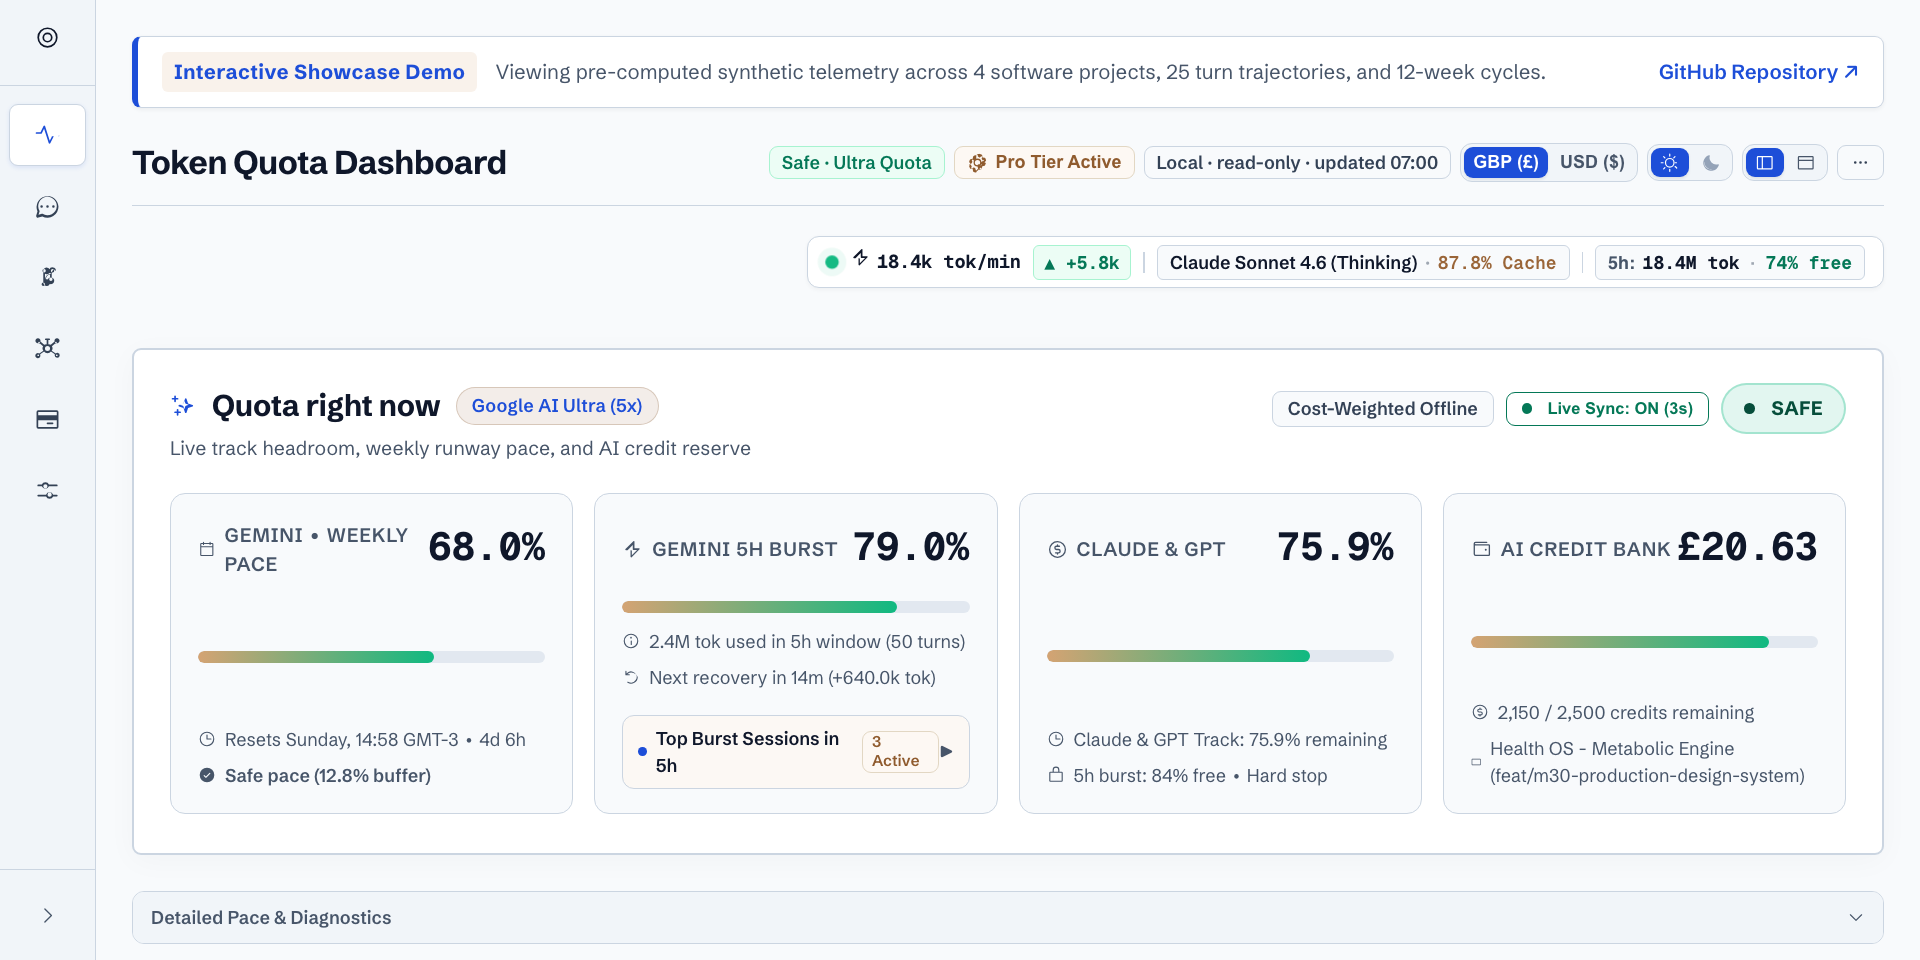 Interactive Showcase Demo
Viewing pre-computed synthetic telemetry across 4 software projects, 25 turn trajectories, and 12-week cycles.
GitHub Repository ↗
Token Quota Dashboard
Safe · Ultra Quota
Pro Tier Active
Local · read-only · updated 07:00
GBP (£)
USD ($)
18.4k tok/min
▲ +5.8k
Claude Sonnet 4.6 (Thinking) · 87.8% Cache
5h: 18.4M tok · 74% free
Quota right now
Google AI Ultra (5x)
Cost-Weighted Offline
Live Sync: ON (3s)
SAFE
Live track headroom, weekly runway pace, and AI credit reserve
GEMINI • WEEKLY
PACE
68.0%
Resets Sunday, 14:58 GMT-3 • 4d 6h
Safe pace (12.8% buffer)
GEMINI 5H BURST
79.0%
2.4M tok used in 5h window (50 turns)
Next recovery in 14m (+640.0k tok)
Top Burst Sessions in
5h
3
Active
CLAUDE & GPT
75.9%
Claude & GPT Track: 75.9% remaining
5h burst: 84% free • Hard stop
AI CREDIT BANK
£20.63
2,150 / 2,500 credits remaining
Health OS - Metabolic Engine
(feat/m30-production-design-system)
Detailed Pace & Diagnostics